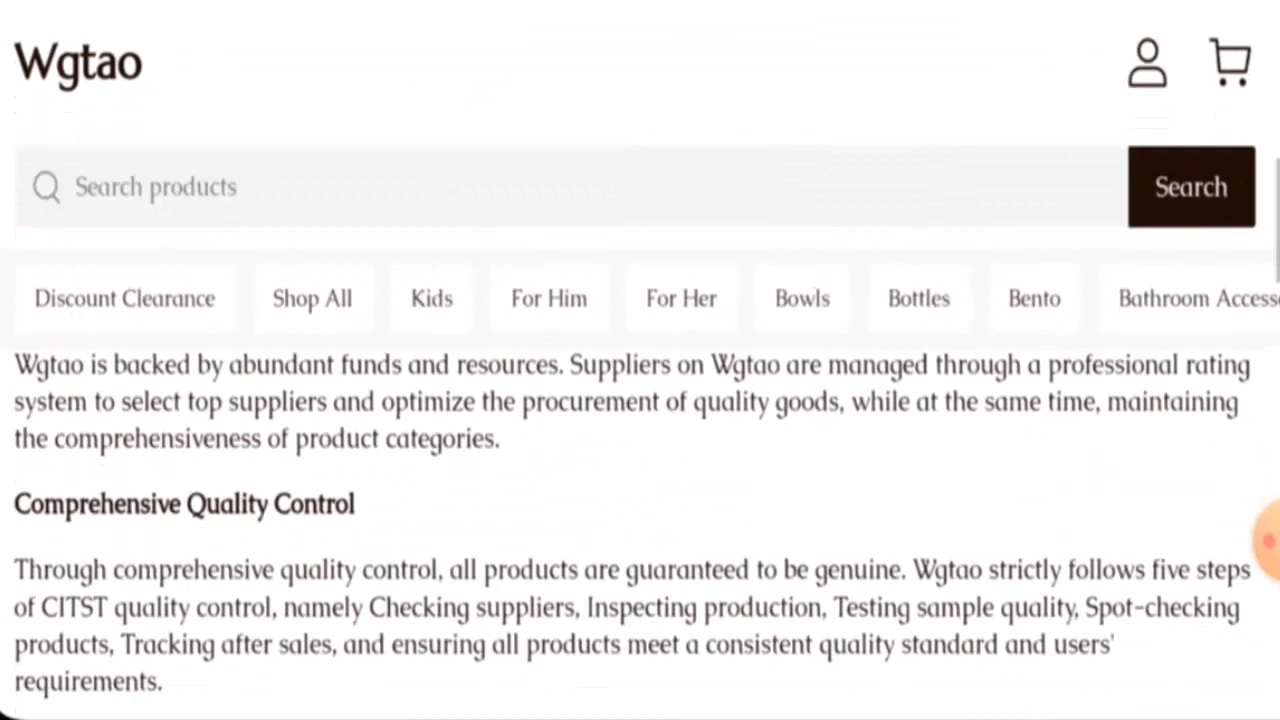 Wgtao
Search products
Search
Discount Clearance
Shop All
Kids
For Him
For Her
Bowls
Bottles
Bento
Bathroom Access
Wgtao is backed by abundant funds and resources. Suppliers on Wgtao are managed through a professional rating
system to select top suppliers and optimize the procurement of quality goods, while at the same time, maintaining
the comprehensiveness of product categories.
Comprehensive Quality Control
Through comprehensive quality control, all products are guaranteed to be genuine. Wgtao strictly follows five steps
of CITST quality control, namely Checking suppliers, Inspecting production, Testing sample quality, Spot-checking
products, Tracking after sales, and ensuring all products meet a consistent quality standard and users'
requirements.